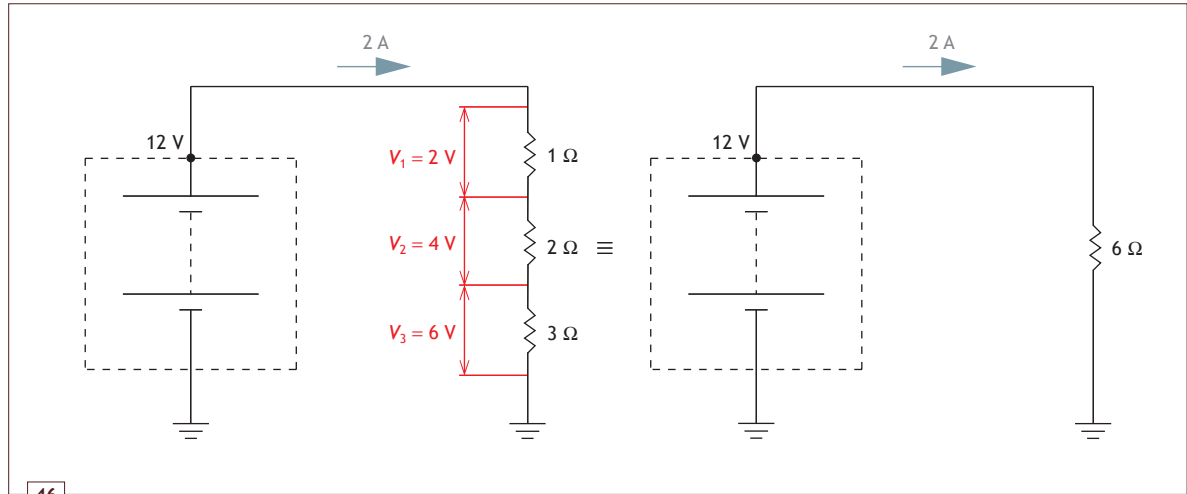 2 A
12 V
V₁ = 2 V
1 Ω
V₂ = 4 V
2 Ω ≡
V₃ = 6 V
3 Ω
2 A
12 V
6 Ω